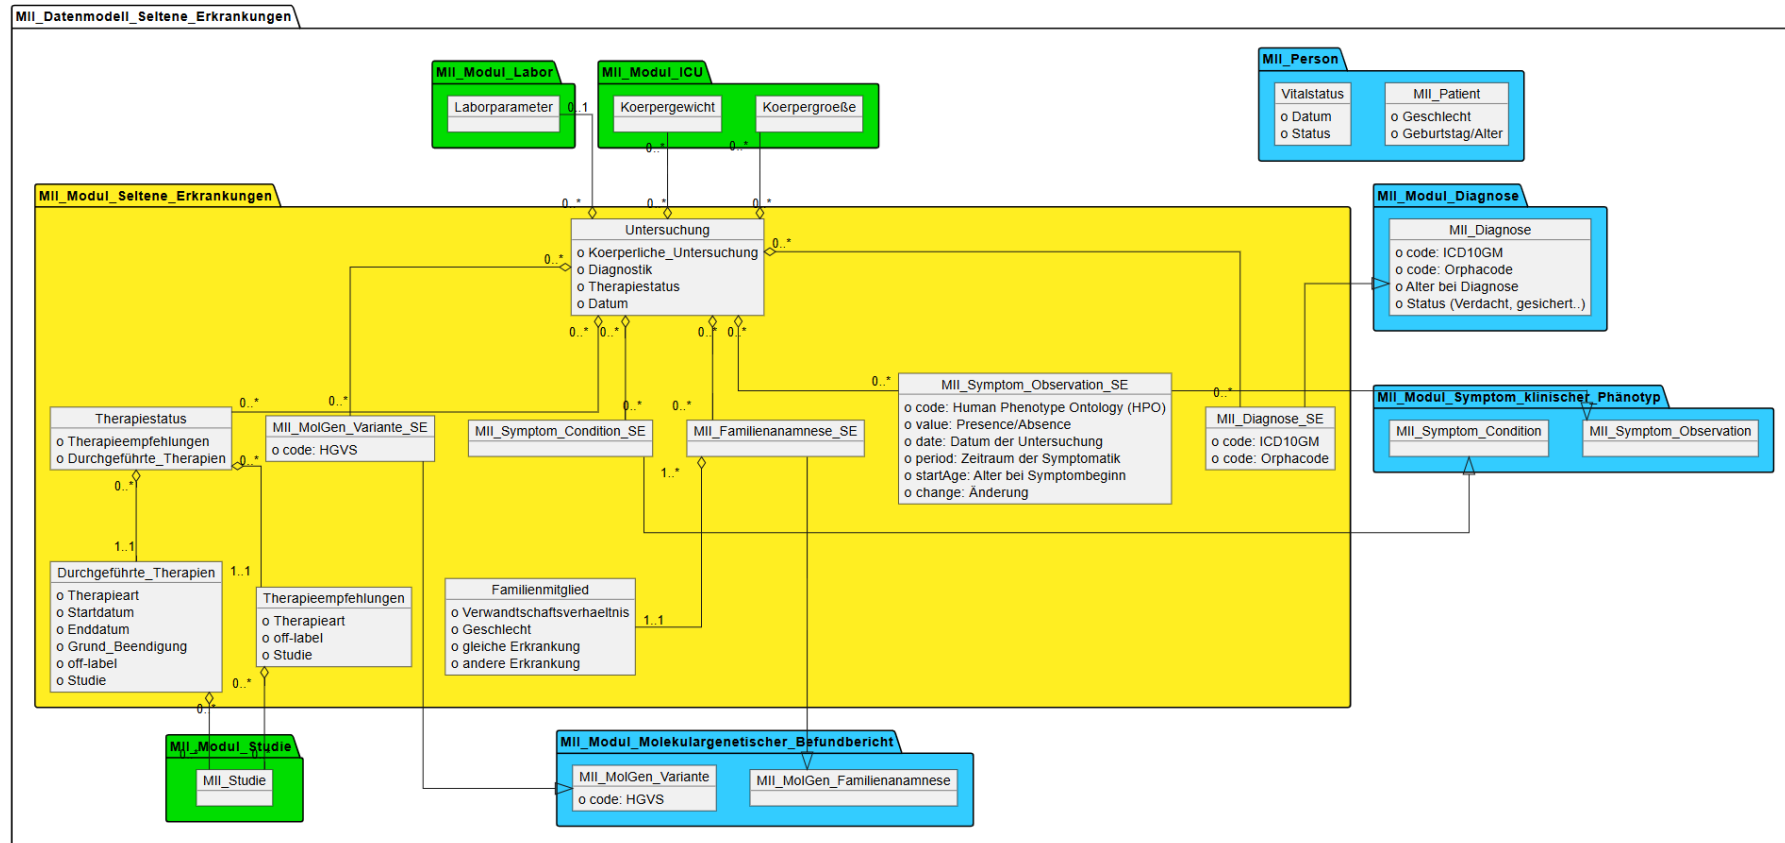 MII_Datenmodell_Seltene_Erkrankungen
MII_Modul_Labor
Laborparameter
0..1
MII_Modul_ICU
Koerpergewicht
Koerpergroeße
0..*
0..*
MII_Person
Vitalstatus
o Datum
o Status
MII_Patient
o Geschlecht
o Geburtstag/Alter
MII_Modul_Seltene_Erkrankungen
0..*
0..*
0..*
Untersuchung
o Koerperliche_Untersuchung
o Diagnostik
o Therapiestatus
o Datum
0..*
0..*
0..*
0..*
0..*
0..*
MII_Modul_Diagnose
MII_Diagnose
o code: ICD10GM
o code: Orphacode
o Alter bei Diagnose
o Status (Verdacht, gesichert..)
Therapiestatus
o Therapieempfehlungen
o Durchgeführte_Therapien
0..*
0..*
0..*
0..*
MII_MolGen_Variante_SE
o code: HGVS
0..*
MII_Symptom_Condition_SE
0..*
MII_Familienanamnese_SE
1..*
0..*
MII_Symptom_Observation_SE
o code: Human Phenotype Ontology (HPO)
o value: Presence/Absence
o date: Datum der Untersuchung
o period: Zeitraum der Symptomatik
o startAge: Alter bei Symptombeginn
o change: Änderung
0..*
MII_Diagnose_SE
o code: ICD10GM
o code: Orphacode
MII_Modul_Symptom_klinischer_Phänotyp
MII_Symptom_Condition
MII_Symptom_Observation
1..1
Durchgeführte_Therapien
o Therapieart
o Startdatum
o Enddatum
o Grund_Beendigung
o off-label
o Studie
0..*
1..1
Therapieempfehlungen
o Therapieart
o off-label
o Studie
0..*
Familienmitglied
o Verwandtschaftsverhaeltnis
o Geschlecht
o gleiche Erkrankung
o andere Erkrankung
1..1
MII_Modul_Studie
0..*
0..*
MII_Studie
MII_Modul_Molekulargenetischer_Befundbericht
MII_MolGen_Variante
o code: HGVS
MII_MolGen_Familienanamnese